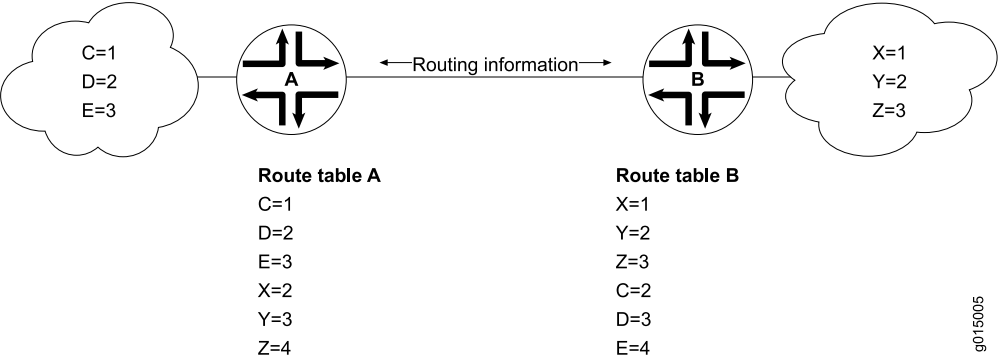 C=1
D=2
E=3
A
Routing information
B
X=1
Y=2
Z=3
Route table A
C=1
D=2
E=3
X=2
Y=3
Z=4
Route table B
X=1
Y=2
Z=3
C=2
D=3
E=4
g015005